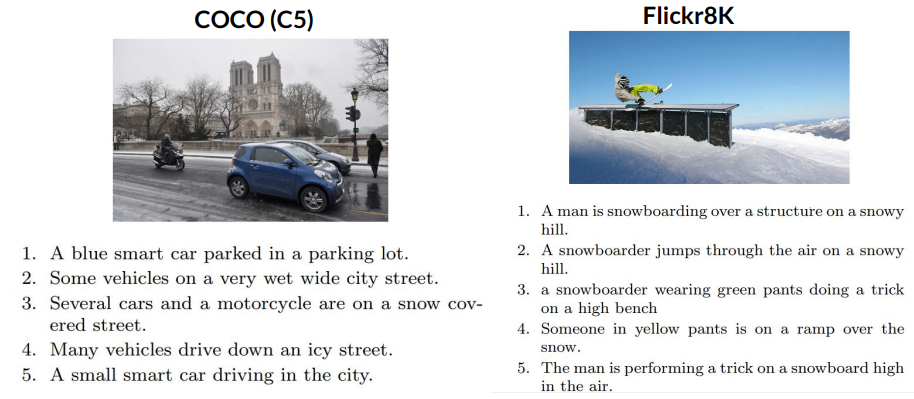 COCO (C5)
1. A blue smart car parked in a parking lot.
2. Some vehicles on a very wet wide city street.
3. Several cars and a motorcycle are on a snow cov-
ered street.
4. Many vehicles drive down an icy street.
5. A small smart car driving in the city.
Flickr8K
1. A man is snowboarding over a structure on a snowy
hill.
2. A snowboarder jumps through the air on a snowy
hill.
3. a snowboarder wearing green pants doing a trick
on a high bench
4. Someone in yellow pants is on a ramp over the
snow.
5. The man is performing a trick on a snowboard high
in the air.